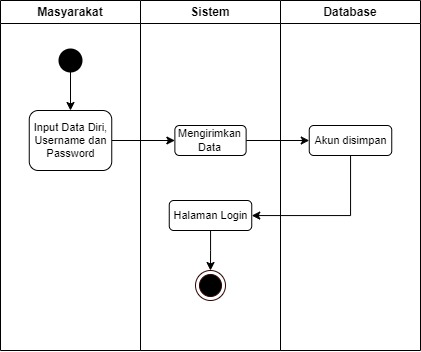 Masyarakat
Sistem
Database
Input Data Diri,
Username dan
Password
Mengirimkan
Data
Akun disimpan
Halaman Login